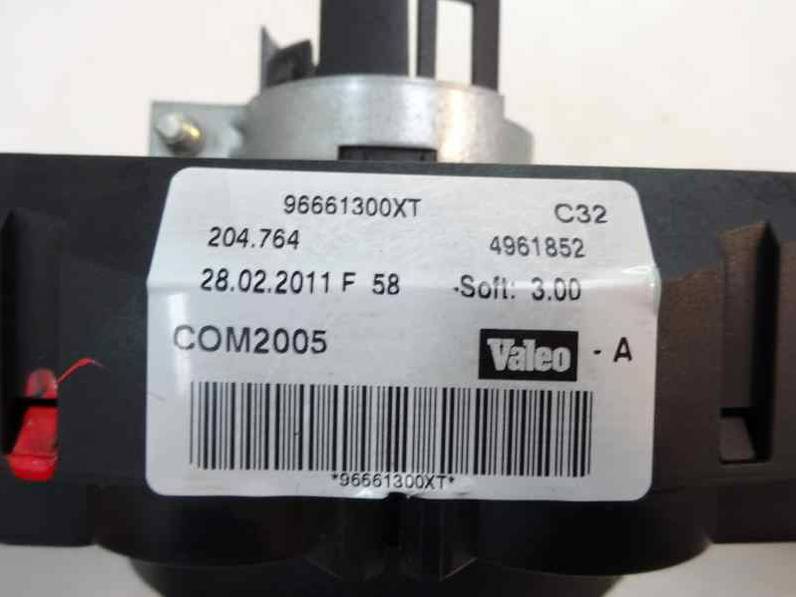 96661300XT C32
204.764 4961852
28.02.2011 F 58 -Soft: 3.00
COM2005 Valeo - A
*96661300XT*